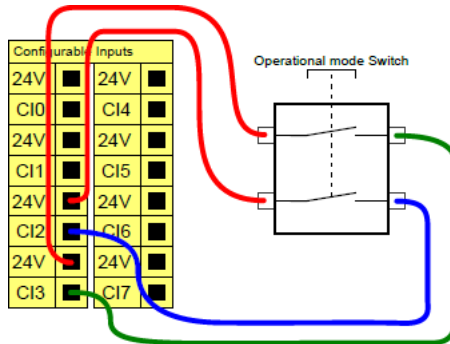 Configurable Inputs
Operational mode Switch
24V 24V
CI0 CI4
24V 24V
CI1 CI5
24V 24V
CI2 CI6
24V 24V
CI3 CI7